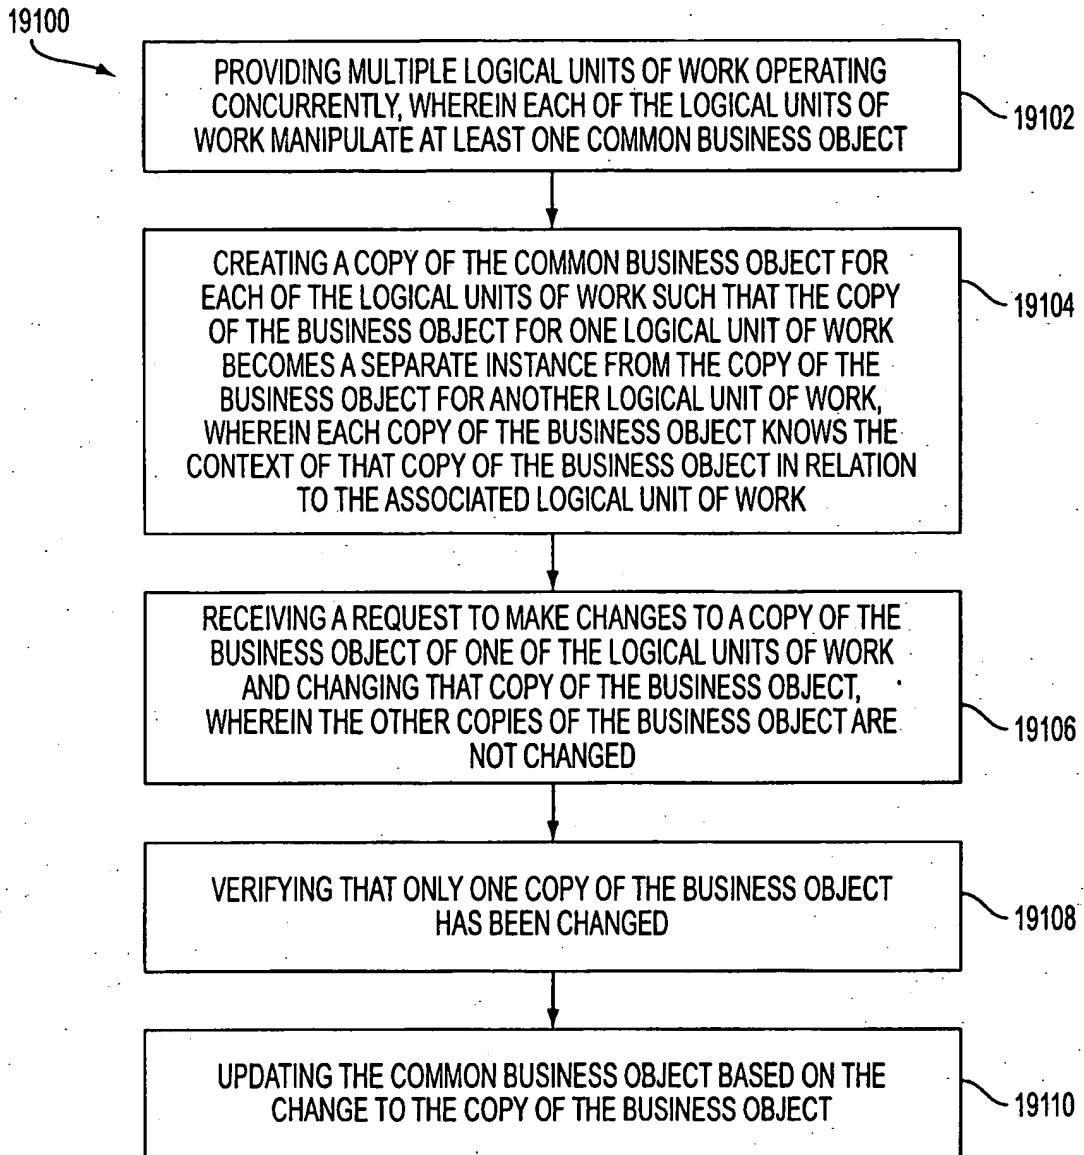 19100
PROVIDING MULTIPLE LOGICAL UNITS OF WORK OPERATING
CONCURRENTLY, WHEREIN EACH OF THE LOGICAL UNITS OF
WORK MANIPULATE AT LEAST ONE COMMON BUSINESS OBJECT
19102
CREATING A COPY OF THE COMMON BUSINESS OBJECT FOR
EACH OF THE LOGICAL UNITS OF WORK SUCH THAT THE COPY
OF THE BUSINESS OBJECT FOR ONE LOGICAL UNIT OF WORK
BECOMES A SEPARATE INSTANCE FROM THE COPY OF THE
BUSINESS OBJECT FOR ANOTHER LOGICAL UNIT OF WORK,
WHEREIN EACH COPY OF THE BUSINESS OBJECT KNOWS THE
CONTEXT OF THAT COPY OF THE BUSINESS OBJECT IN RELATION
TO THE ASSOCIATED LOGICAL UNIT OF WORK
19104
RECEIVING A REQUEST TO MAKE CHANGES TO A COPY OF THE
BUSINESS OBJECT OF ONE OF THE LOGICAL UNITS OF WORK
AND CHANGING THAT COPY OF THE BUSINESS OBJECT,
WHEREIN THE OTHER COPIES OF THE BUSINESS OBJECT ARE
NOT CHANGED
19106
VERIFYING THAT ONLY ONE COPY OF THE BUSINESS OBJECT
HAS BEEN CHANGED
19108
UPDATING THE COMMON BUSINESS OBJECT BASED ON THE
CHANGE TO THE COPY OF THE BUSINESS OBJECT
19110